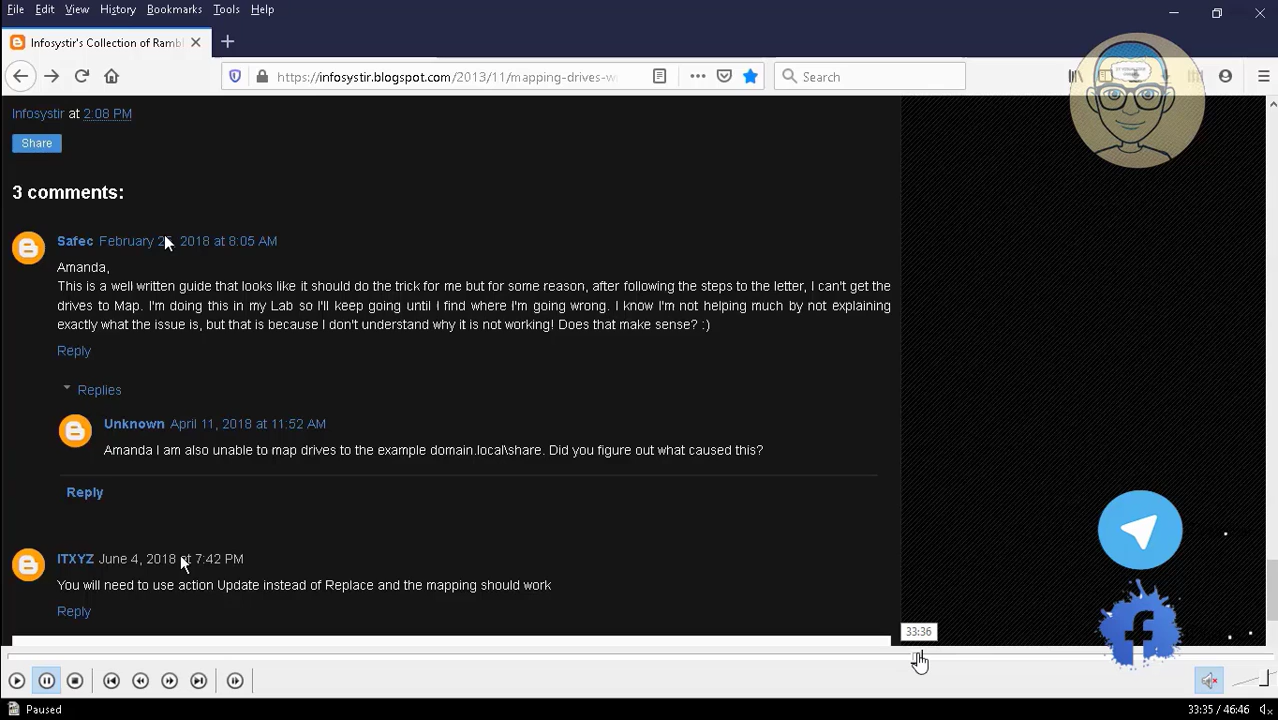 File Edit View History Bookmarks Tools Help
Infosystir's Collection of Rambl
https://infosystir.blogspot.com/2013/11/mapping-drives-w
Search
Infosystir at 2:08 PM
Share
3 comments:
Safec February 2 2018 at 8:05 AM
Amanda,
This is a well written guide that looks like it should do the trick for me but for some reason, after following the steps to the letter, I can't get the
drives to Map. I'm doing this in my Lab so I'll keep going until I find where I'm going wrong. I know I'm not helping much by not explaining
exactly what the issue is, but that is because I don't understand why it is not working! Does that make sense? :)
Reply
Replies
Unknown April 11, 2018 at 11:52 AM
Amanda I am also unable to map drives to the example domain.local\share. Did you figure out what caused this?
Reply
ITXYZ June 4, 2018 at 7:42 PM
You will need to use action Update instead of Replace and the mapping should work
Reply
33:36
Paused
33:35 / 46:46